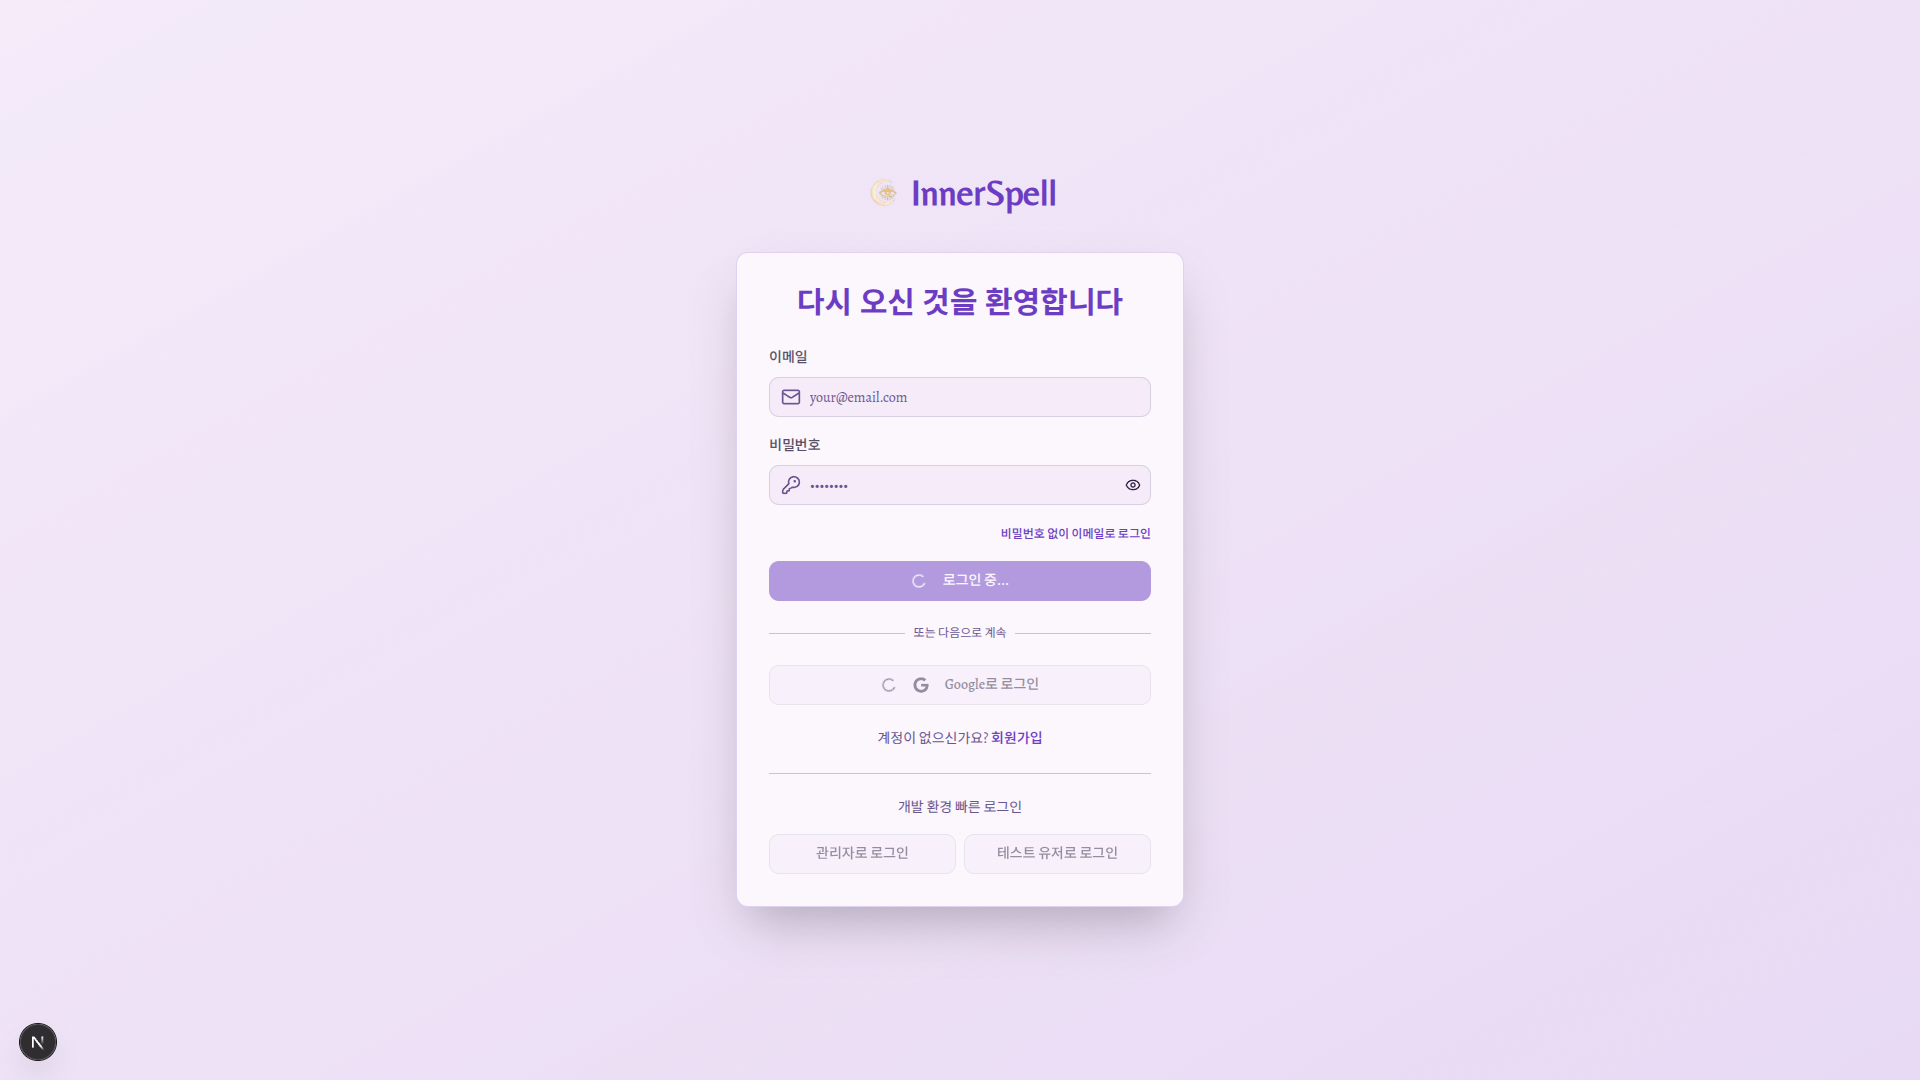 InnerSpell
다시 오신 것을 환영합니다
이메일
your@email.com
비밀번호
••••••••
비밀번호 없이 이메일로 로그인
로그인 중...
또는 다음으로 계속
G Google로 로그인
계정이 없으신가요? 회원가입
개발 환경 빠른 로그인
관리자로 로그인
테스트 유저로 로그인
N